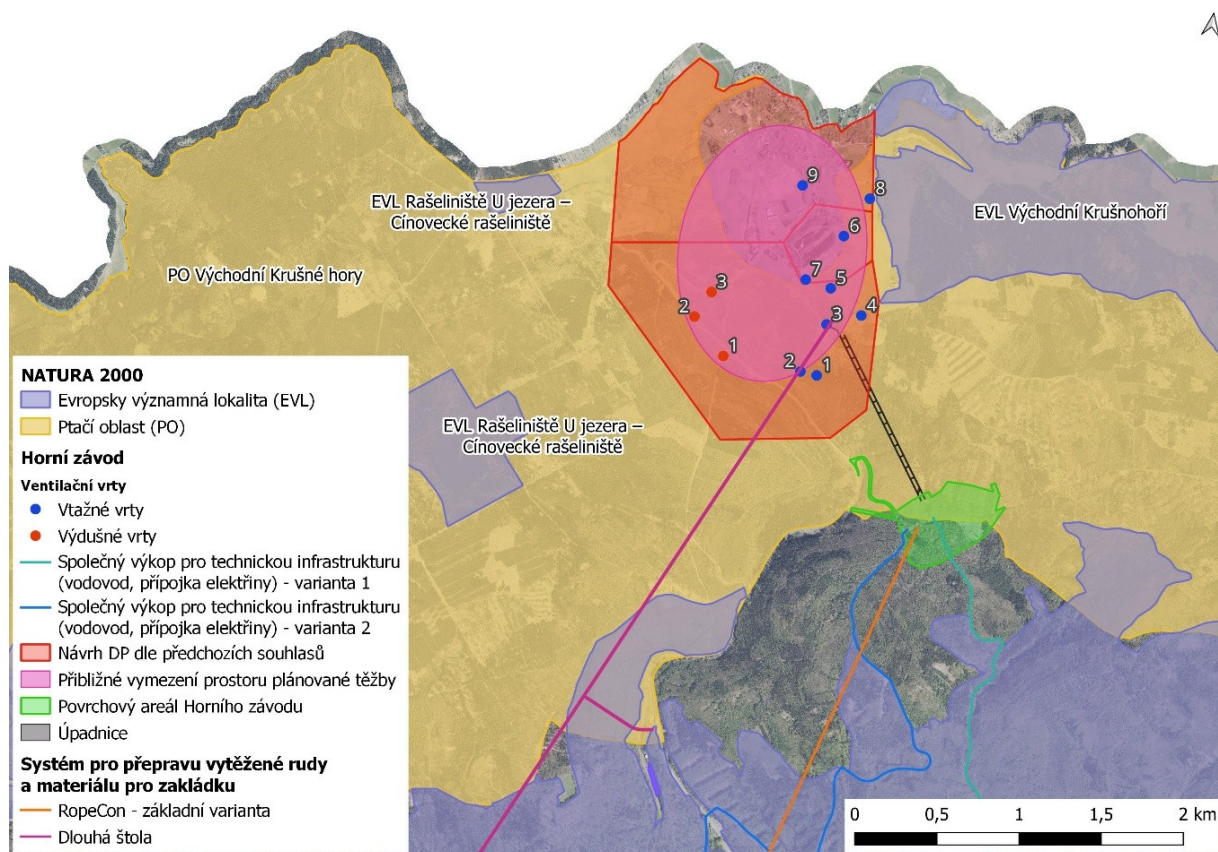 9
8
EVL Rašeliniště U jezera –
Cínovecké rašeliniště
EVL Východní Krušnohoří
6
PO Východní Krušné hory
7
5
3
2
3
4
1
2
1
EVL Rašeliniště U jezera –
Cínovecké rašeliniště
NATURA 2000
Evropsky významná lokalita (EVL)
Ptačí oblast (PO)
Horní závod
Ventilační vrty
Vtažné vrty
Výdušné vrty
Společný výkop pro technickou infrastrukturu
(vodovod, přípojka elektřiny) - varianta 1
Společný výkop pro technickou infrastrukturu
(vodovod, přípojka elektřiny) - varianta 2
Návrh DP dle předchozích souhlasů
Přibližné vymezení prostoru plánované těžby
Povrchový areál Horního závodu
Úpadnice
Systém pro přepravu vytěžené rudy
a materiálu pro zakládku
RopeCon - základní varianta
Dlouhá štola
0 0,5 1 1,5 2 km